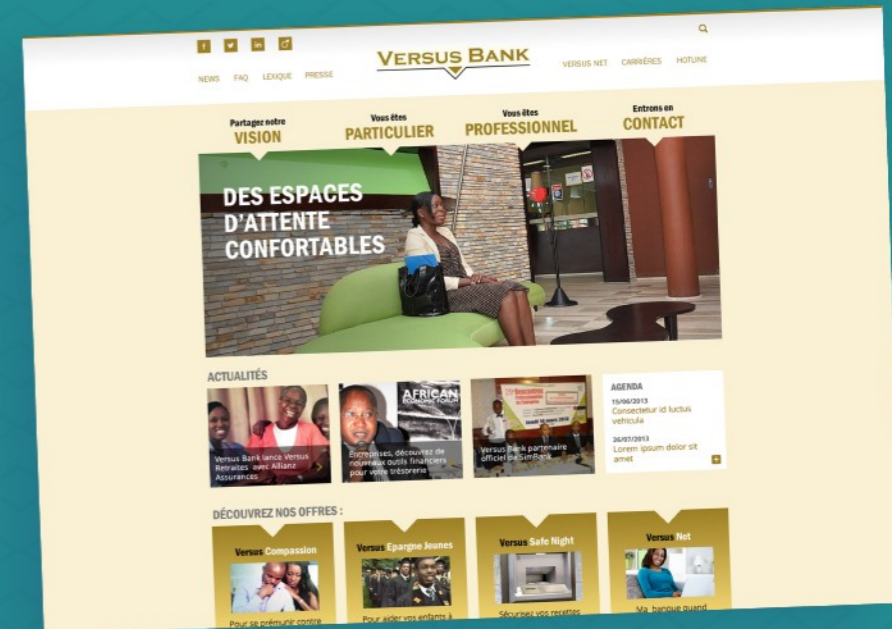 NEWS FAQ LEXIQUE PRESSE
VERSUS BANK
VERSUS NET CARRIÈRES HOTLINE
Partagez notre
VISION
Vous êtes
PARTICULIER
Vous êtes
PROFESSIONNEL
Entrons en
CONTACT
DES ESPACES
D'ATTENTE
CONFORTABLES
ACTUALITÉS
Versus Bank lance Versus
Retraites avec Allianz
Assurances
AFRICAN
ECONOMIC FORUM
Entreprises, découvrez de
nouveaux outils financiers
pour votre trésorerie
Versus Bank partenaire
officiel de SimBank
AGENDA
15/06/2013
Consectetur id luctus
vehicula
26/07/2013
Lorem ipsum dolor sit
amet
DÉCOUVREZ NOS OFFRES :
Versus Compassion
Pour se prémunir contre
Versus Epargne Jeunes
Pour aider vos enfants à
Versus Safe Night
Sécurisez vos recettes
Versus Net
Ma banque quand